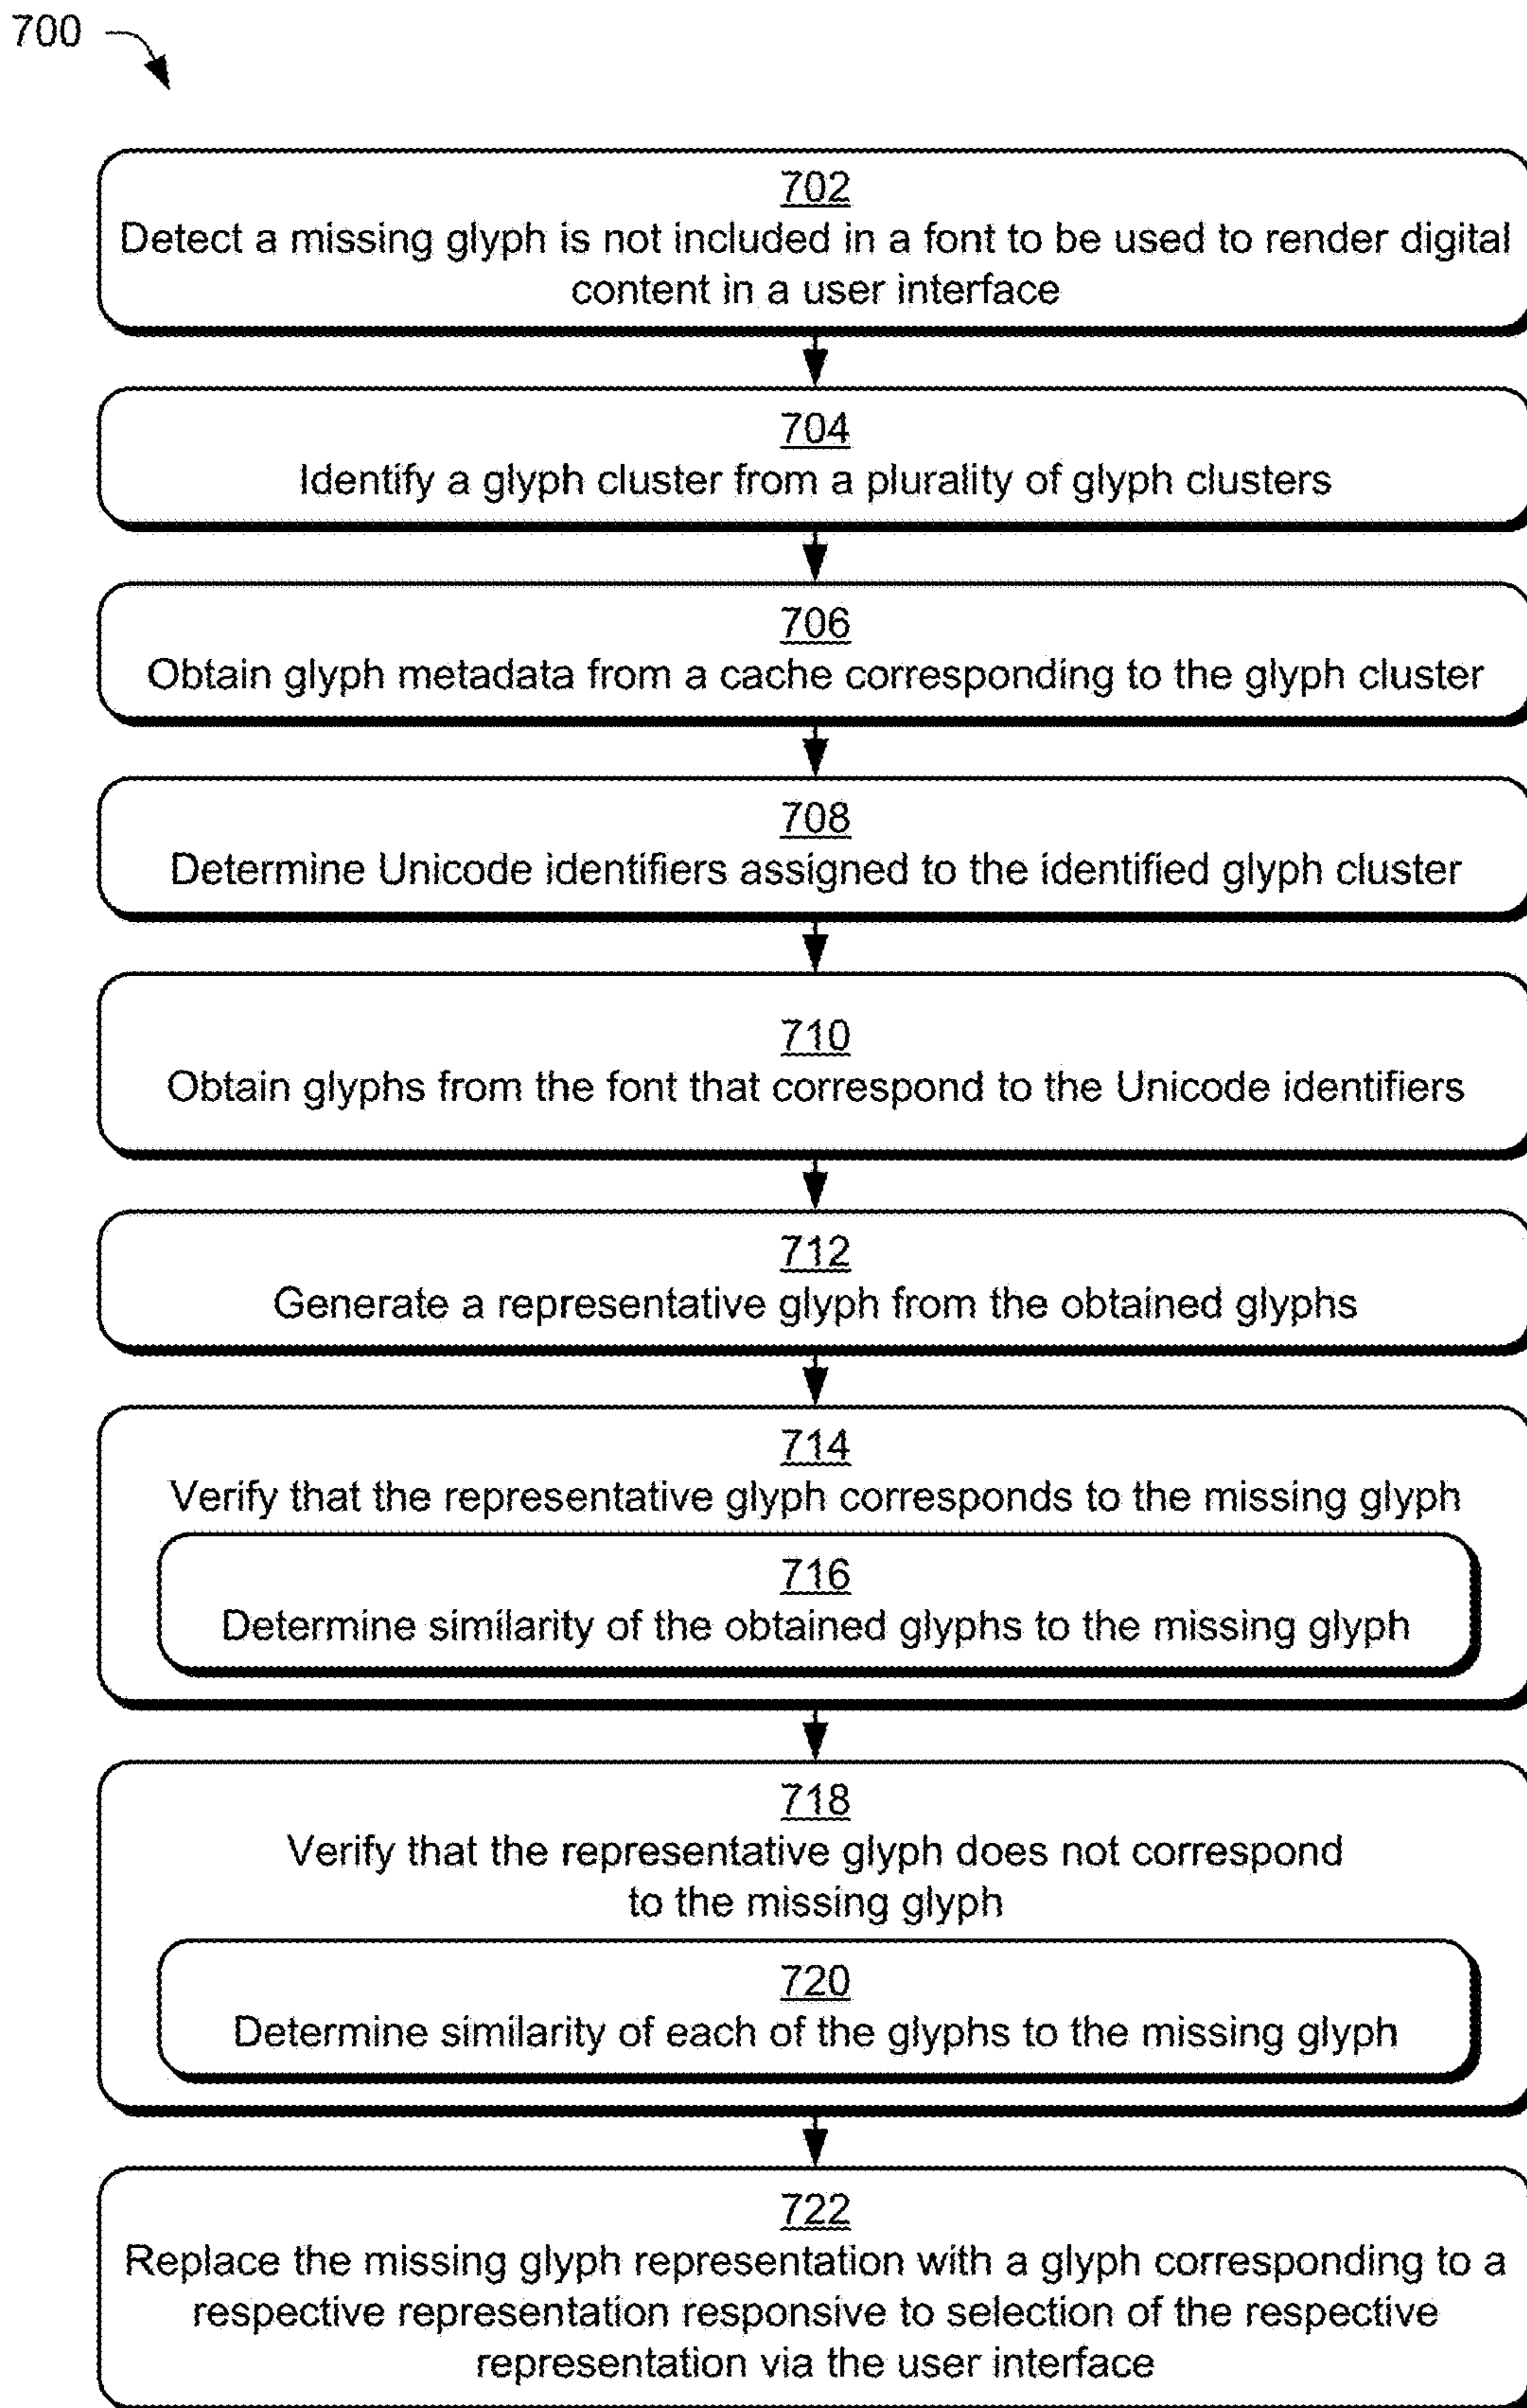 700
702
Detect a missing glyph is not included in a font to be used to render digital
content in a user interface
704
Identify a glyph cluster from a plurality of glyph clusters
706
Obtain glyph metadata from a cache corresponding to the glyph cluster
708
Determine Unicode identifiers assigned to the identified glyph cluster
710
Obtain glyphs from the font that correspond to the Unicode identifiers
712
Generate a representative glyph from the obtained glyphs
714
Verify that the representative glyph corresponds to the missing glyph
716
Determine similarity of the obtained glyphs to the missing glyph
718
Verify that the representative glyph does not correspond
to the missing glyph
720
Determine similarity of each of the glyphs to the missing glyph
722
Replace the missing glyph representation with a glyph corresponding to a
respective representation responsive to selection of the respective
representation via the user interface